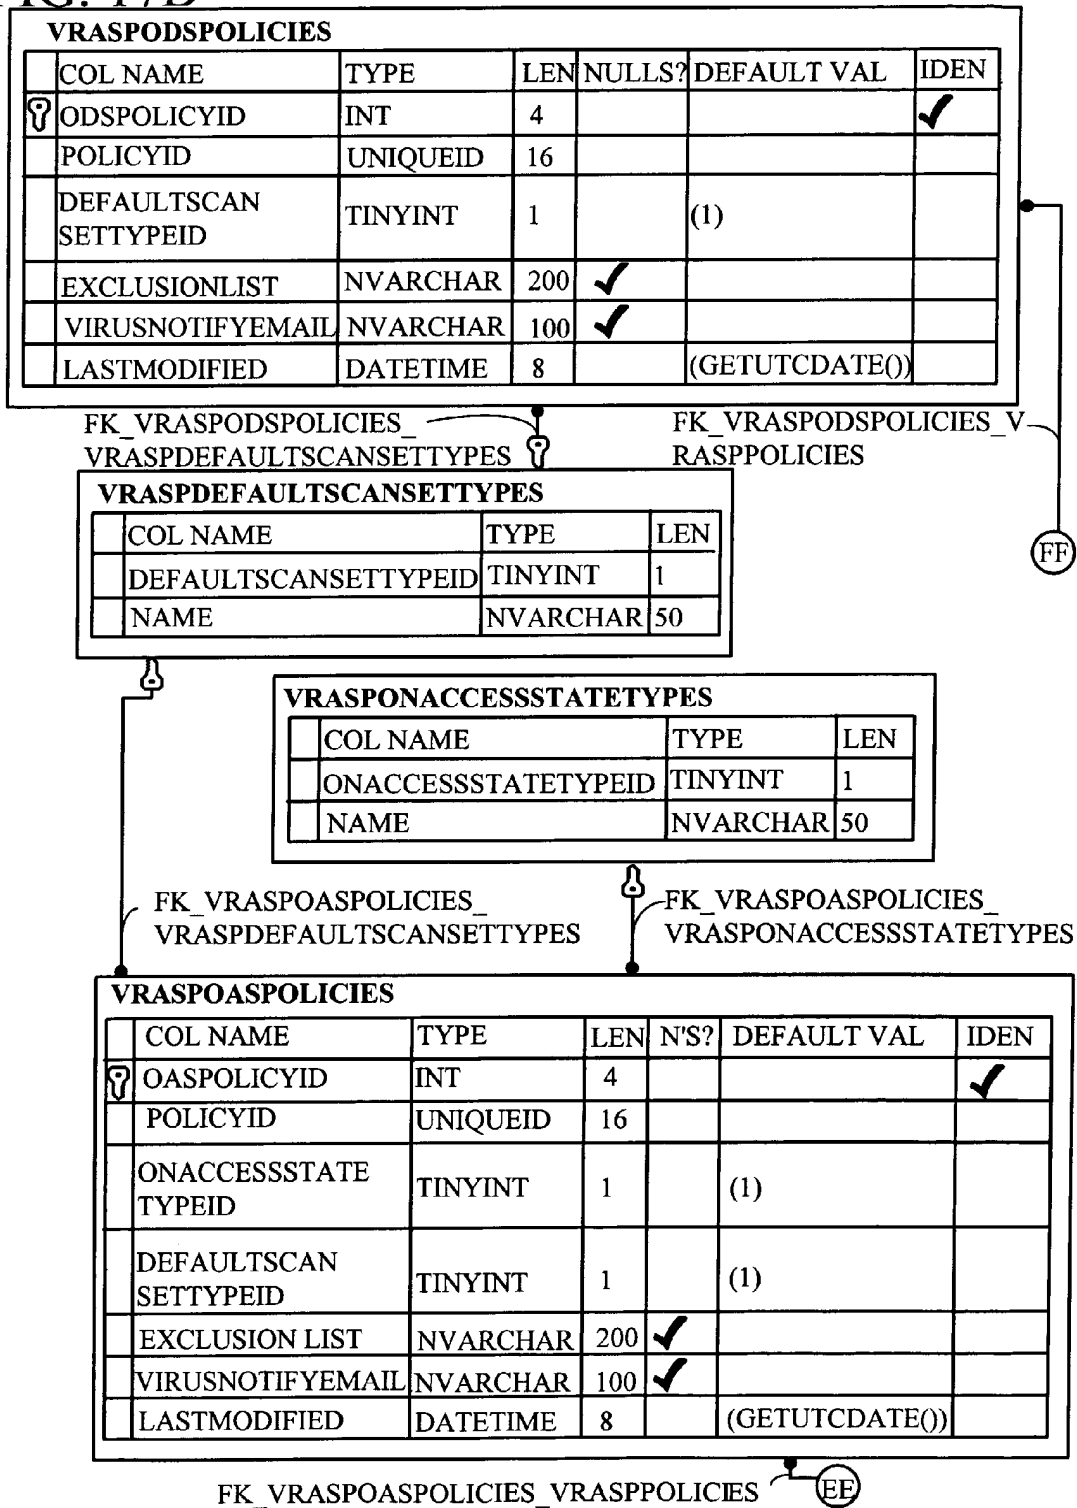 FIG. 17D
VRASPODSPOLICIES
COL NAME TYPE LEN NULLS? DEFAULT VAL IDEN
ODSPOLICYID INT 4
POLICYID UNIQUEID 16
DEFAULTSCAN
SETTYPEID TINYINT 1 (1)
EXCLUSIONLIST NVARCHAR 200
VIRUSNOTIFYEMAIL NVARCHAR 100
LASTMODIFIED DATETIME 8 (GETUTCDATE())
FK_VRASPODSPOLICIES_
VRASPDEFAULTSCANSETTYPES
FK_VRASPODSPOLICIES_V
RASPPOLICIES
VRASPDEFAULTSCANSETTYPES
COL NAME TYPE LEN
DEFAULTSCANSETTYPEID TINYINT 1
NAME NVARCHAR 50
FF
VRASPONACCESSSTATETYPES
COL NAME TYPE LEN
ONACCESSSTATETYPEID TINYINT 1
NAME NVARCHAR 50
FK_VRASPOASPOLICIES_
VRASPDEFAULTSCANSETTYPES
FK_VRASPOASPOLICIES_
VRASPONACCESSSTATETYPES
VRASPOASPOLICIES
COL NAME TYPE LEN N'S? DEFAULT VAL IDEN
OASPOLICYID INT 4
POLICYID UNIQUEID 16
ONACCESSSTATE
TYPEID TINYINT 1 (1)
DEFAULTSCAN
SETTYPEID TINYINT 1 (1)
EXCLUSION LIST NVARCHAR 200
VIRUSNOTIFYEMAIL NVARCHAR 100
LASTMODIFIED DATETIME 8 (GETUTCDATE())
FK_VRASPOASPOLICIES_VRASPPOLICIES EE